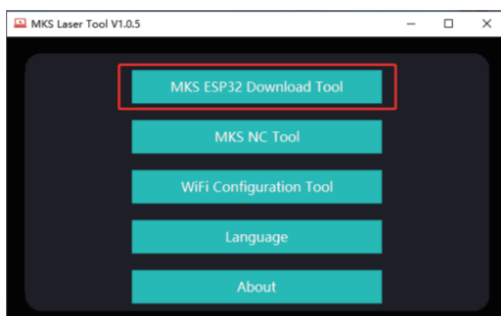 MKS Laser Tool V1.0.5
MKS ESP32 Download Tool
MKS NC Tool
WiFi Configuration Tool
Language
About